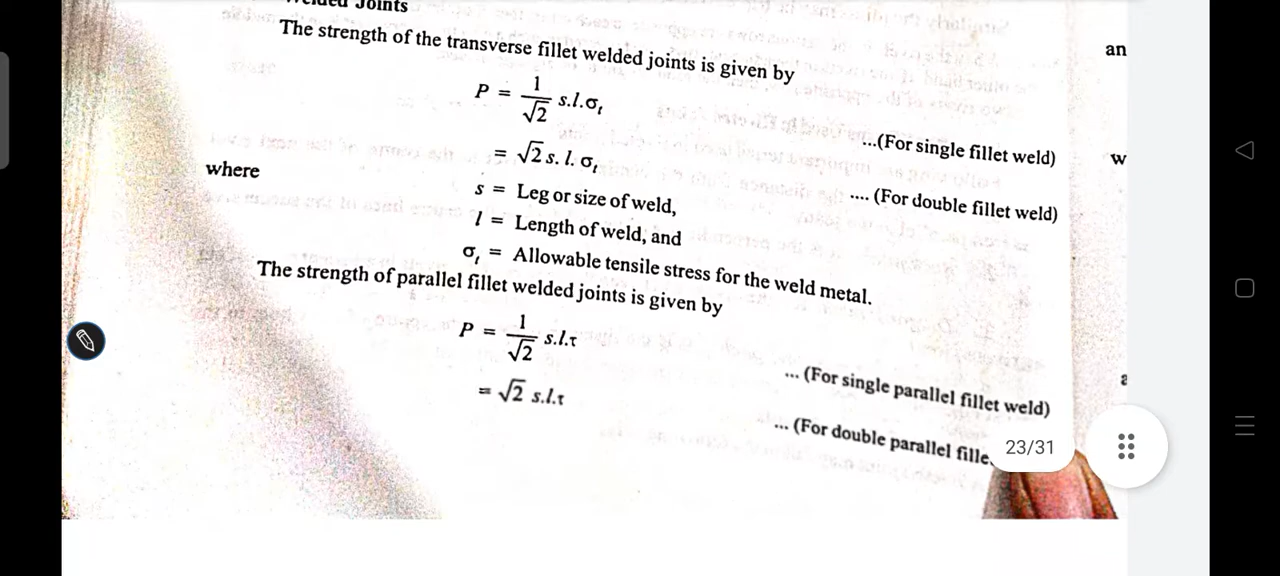 Joints
an
The strength of the transverse fillet welded joints is given by
P = 1/√2 s.l.σt ...(For single fillet weld)
w
= √2 s. l. σt .... (For double fillet weld)
where
s = Leg or size of weld,
l = Length of weld, and
σt = Allowable tensile stress for the weld metal.
The strength of parallel fillet welded joints is given by
P = 1/√2 s.l.τ ... (For single parallel fillet weld)
= √2 s.l.τ ... (For double parallel fille
23/31